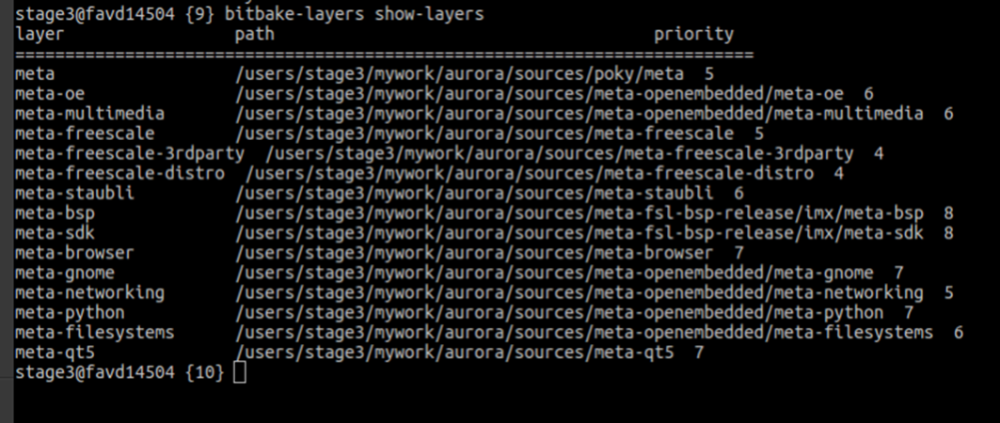 stage3@favd14504 {9} bitbake-layers show-layers
layer                 path                                      priority
==========================================================================
meta                  /users/stage3/mywork/aurora/sources/poky/meta  5
meta-oe               /users/stage3/mywork/aurora/sources/meta-openembedded/meta-oe  6
meta-multimedia       /users/stage3/mywork/aurora/sources/meta-openembedded/meta-multimedia  6
meta-freescale        /users/stage3/mywork/aurora/sources/meta-freescale  5
meta-freescale-3rdparty  /users/stage3/mywork/aurora/sources/meta-freescale-3rdparty  4
meta-freescale-distro  /users/stage3/mywork/aurora/sources/meta-freescale-distro  4
meta-staubli          /users/stage3/mywork/aurora/sources/meta-staubli  6
meta-bsp              /users/stage3/mywork/aurora/sources/meta-fsl-bsp-release/imx/meta-bsp  8
meta-sdk              /users/stage3/mywork/aurora/sources/meta-fsl-bsp-release/imx/meta-sdk  8
meta-browser          /users/stage3/mywork/aurora/sources/meta-browser  7
meta-gnome            /users/stage3/mywork/aurora/sources/meta-openembedded/meta-gnome  7
meta-networking       /users/stage3/mywork/aurora/sources/meta-openembedded/meta-networking  5
meta-python           /users/stage3/mywork/aurora/sources/meta-openembedded/meta-python  7
meta-filesystems      /users/stage3/mywork/aurora/sources/meta-openembedded/meta-filesystems  6
meta-qt5              /users/stage3/mywork/aurora/sources/meta-qt5  7
stage3@favd14504 {10}